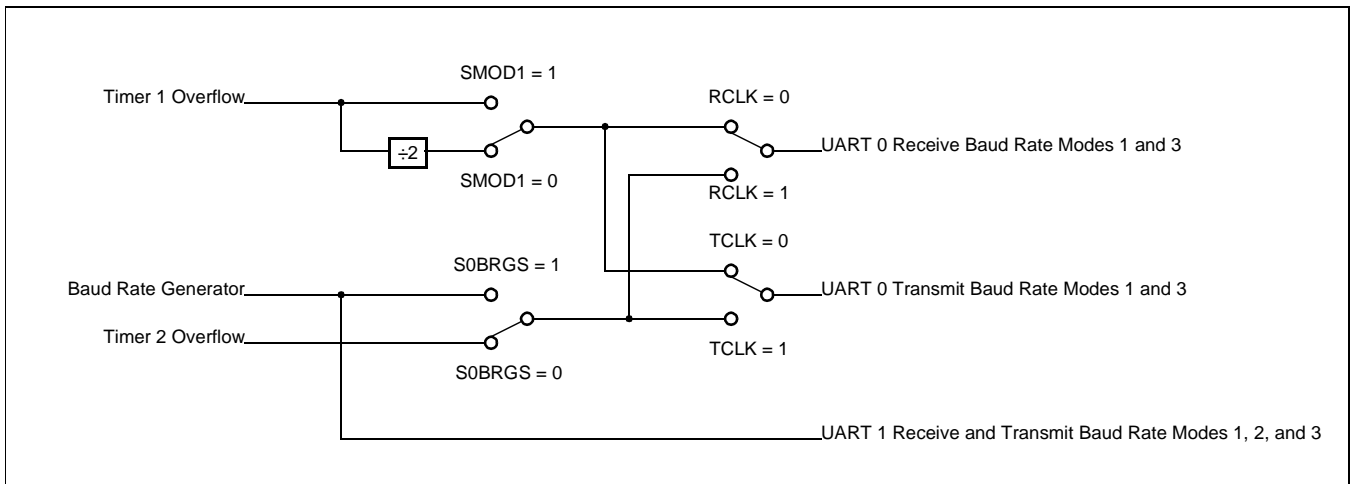 SMOD1 = 1
Timer 1 Overflow
RCLK = 0
÷2
UART 0 Receive Baud Rate Modes 1 and 3
SMOD1 = 0
RCLK = 1
TCLK = 0
S0BRGS = 1
Baud Rate Generator
UART 0 Transmit Baud Rate Modes 1 and 3
Timer 2 Overflow
TCLK = 1
S0BRGS = 0
UART 1 Receive and Transmit Baud Rate Modes 1, 2, and 3